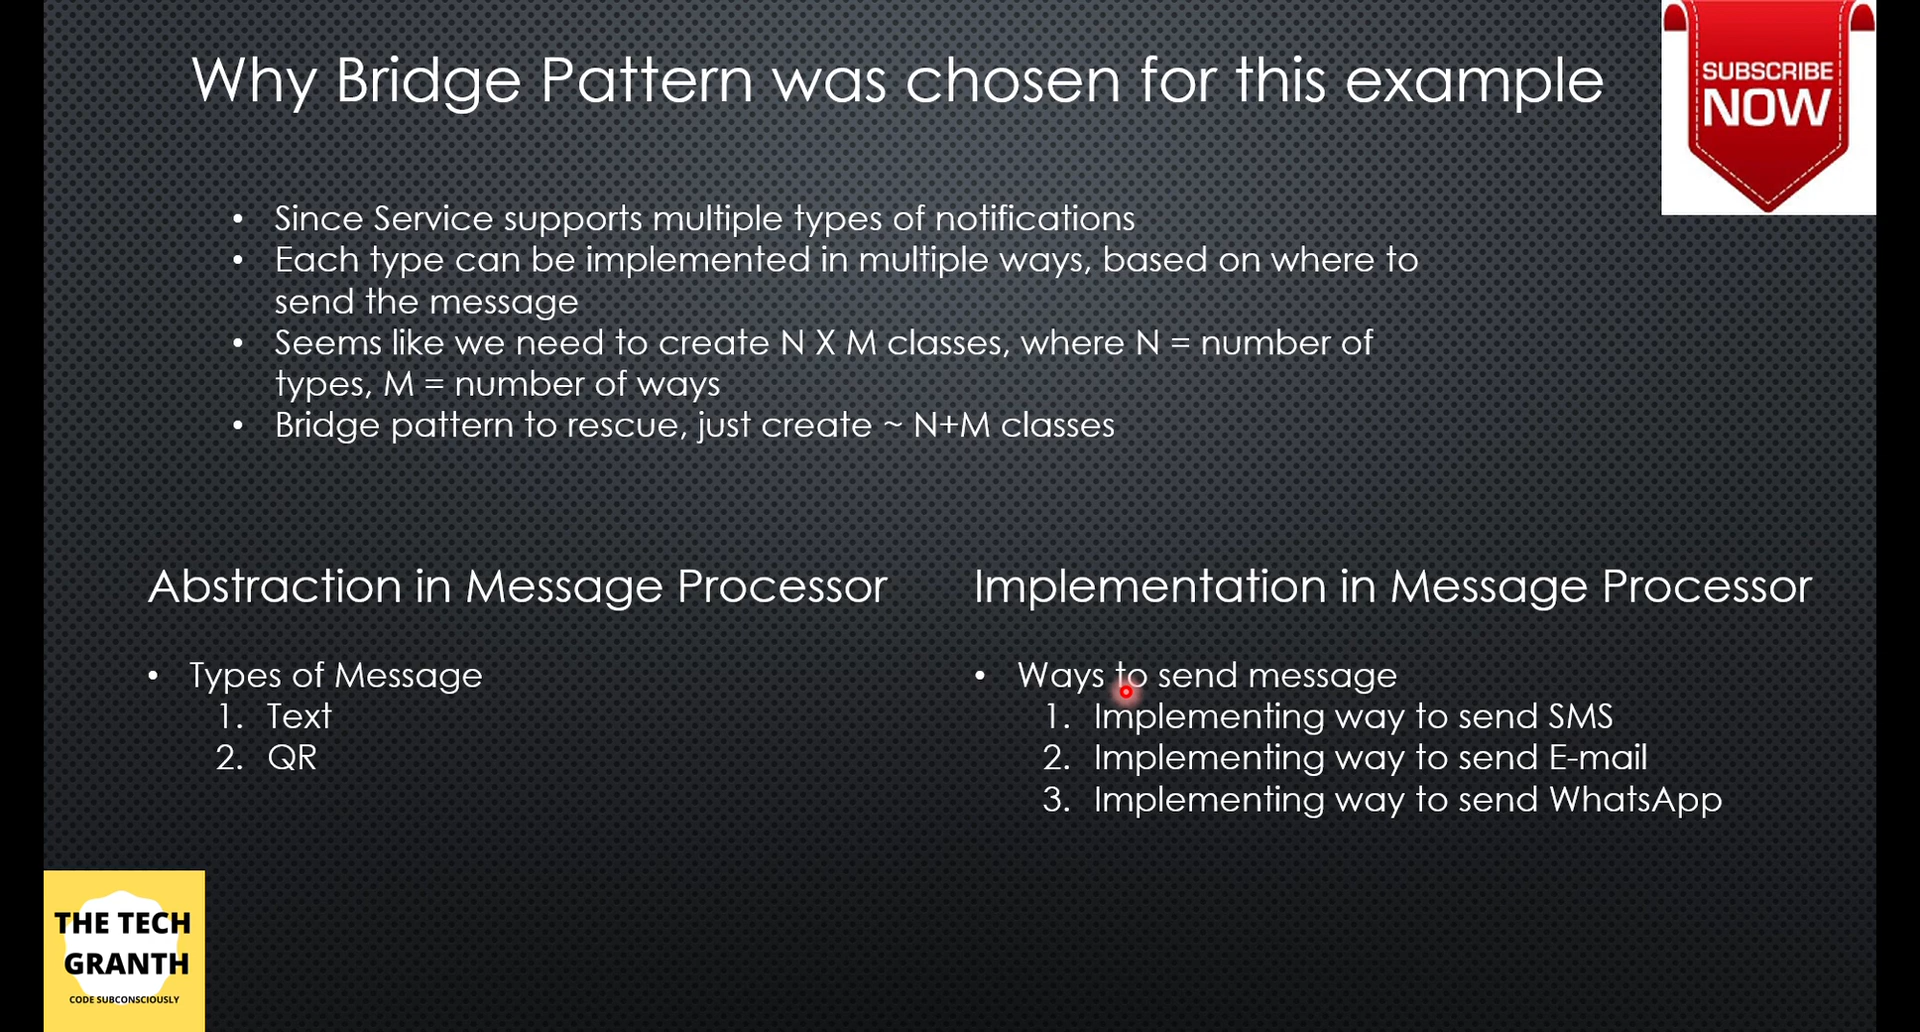 Why Bridge Pattern was chosen for this example
SUBSCRIBE
NOW
• Since Service supports multiple types of notifications
• Each type can be implemented in multiple ways, based on where to
send the message
• Seems like we need to create N X M classes, where N = number of
types, M = number of ways
• Bridge pattern to rescue, just create ~ N+M classes
Abstraction in Message Processor
• Types of Message
1. Text
2. QR
Implementation in Message Processor
• Ways to send message
1. Implementing way to send SMS
2. Implementing way to send E-mail
3. Implementing way to send WhatsApp
THE TECH
GRANTH
CODE SUBCONSCIOUSLY